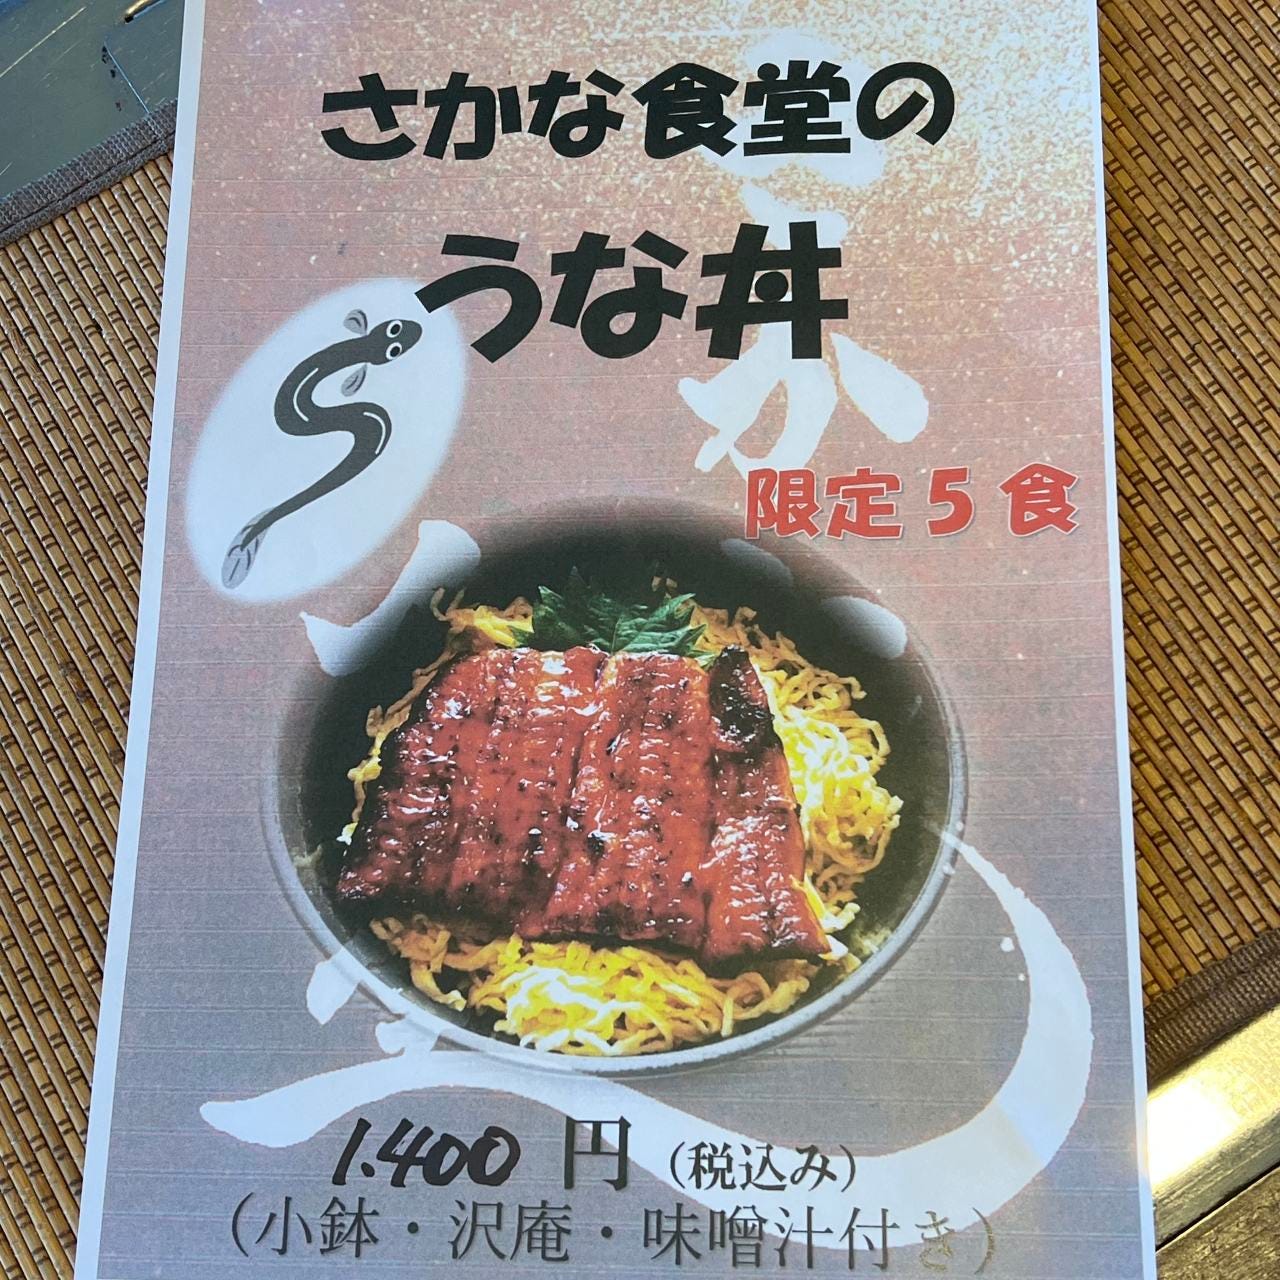 さかな食堂の
うな丼
限定５食
1.400 円 (税込み)
(小鉢・沢庵・味噌汁付き)